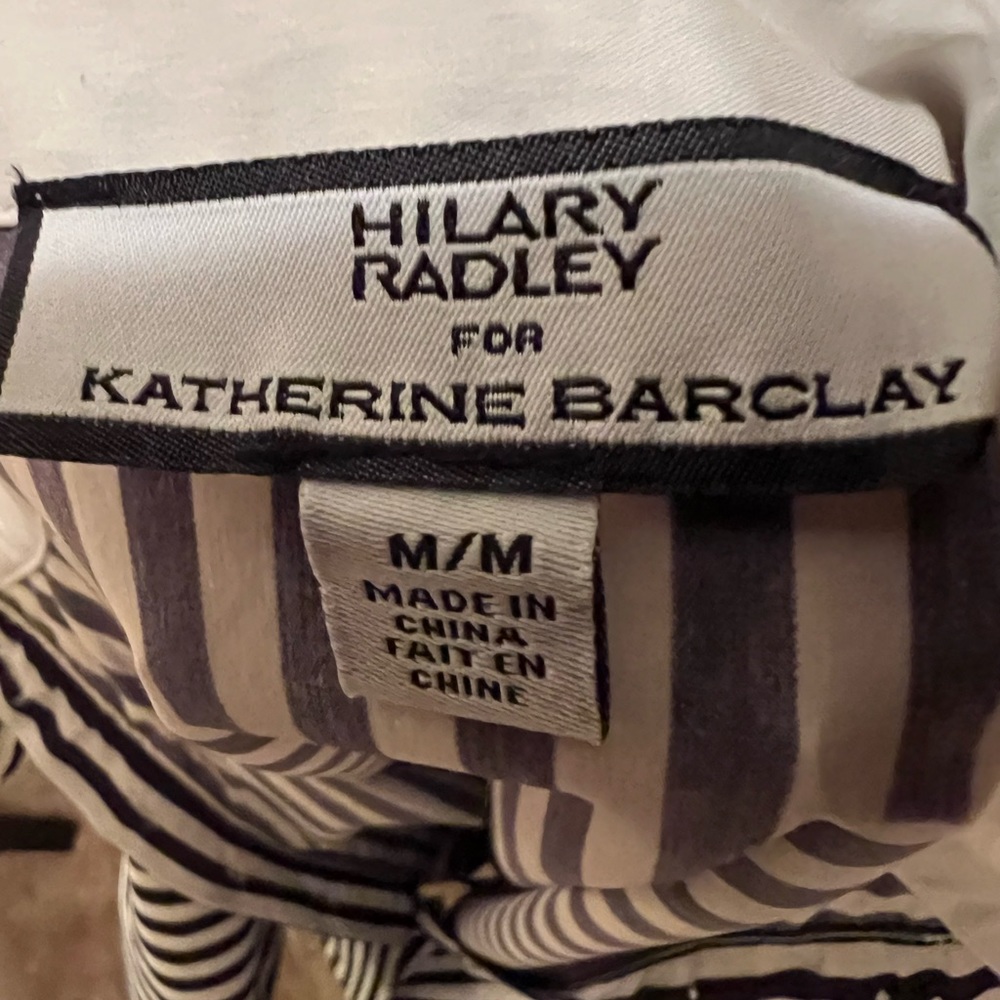 HILARY
RADLEY
FOR
KATHERINE BARCLAY
M/M
MADE IN
CHINA
FAIT EN
CHINE